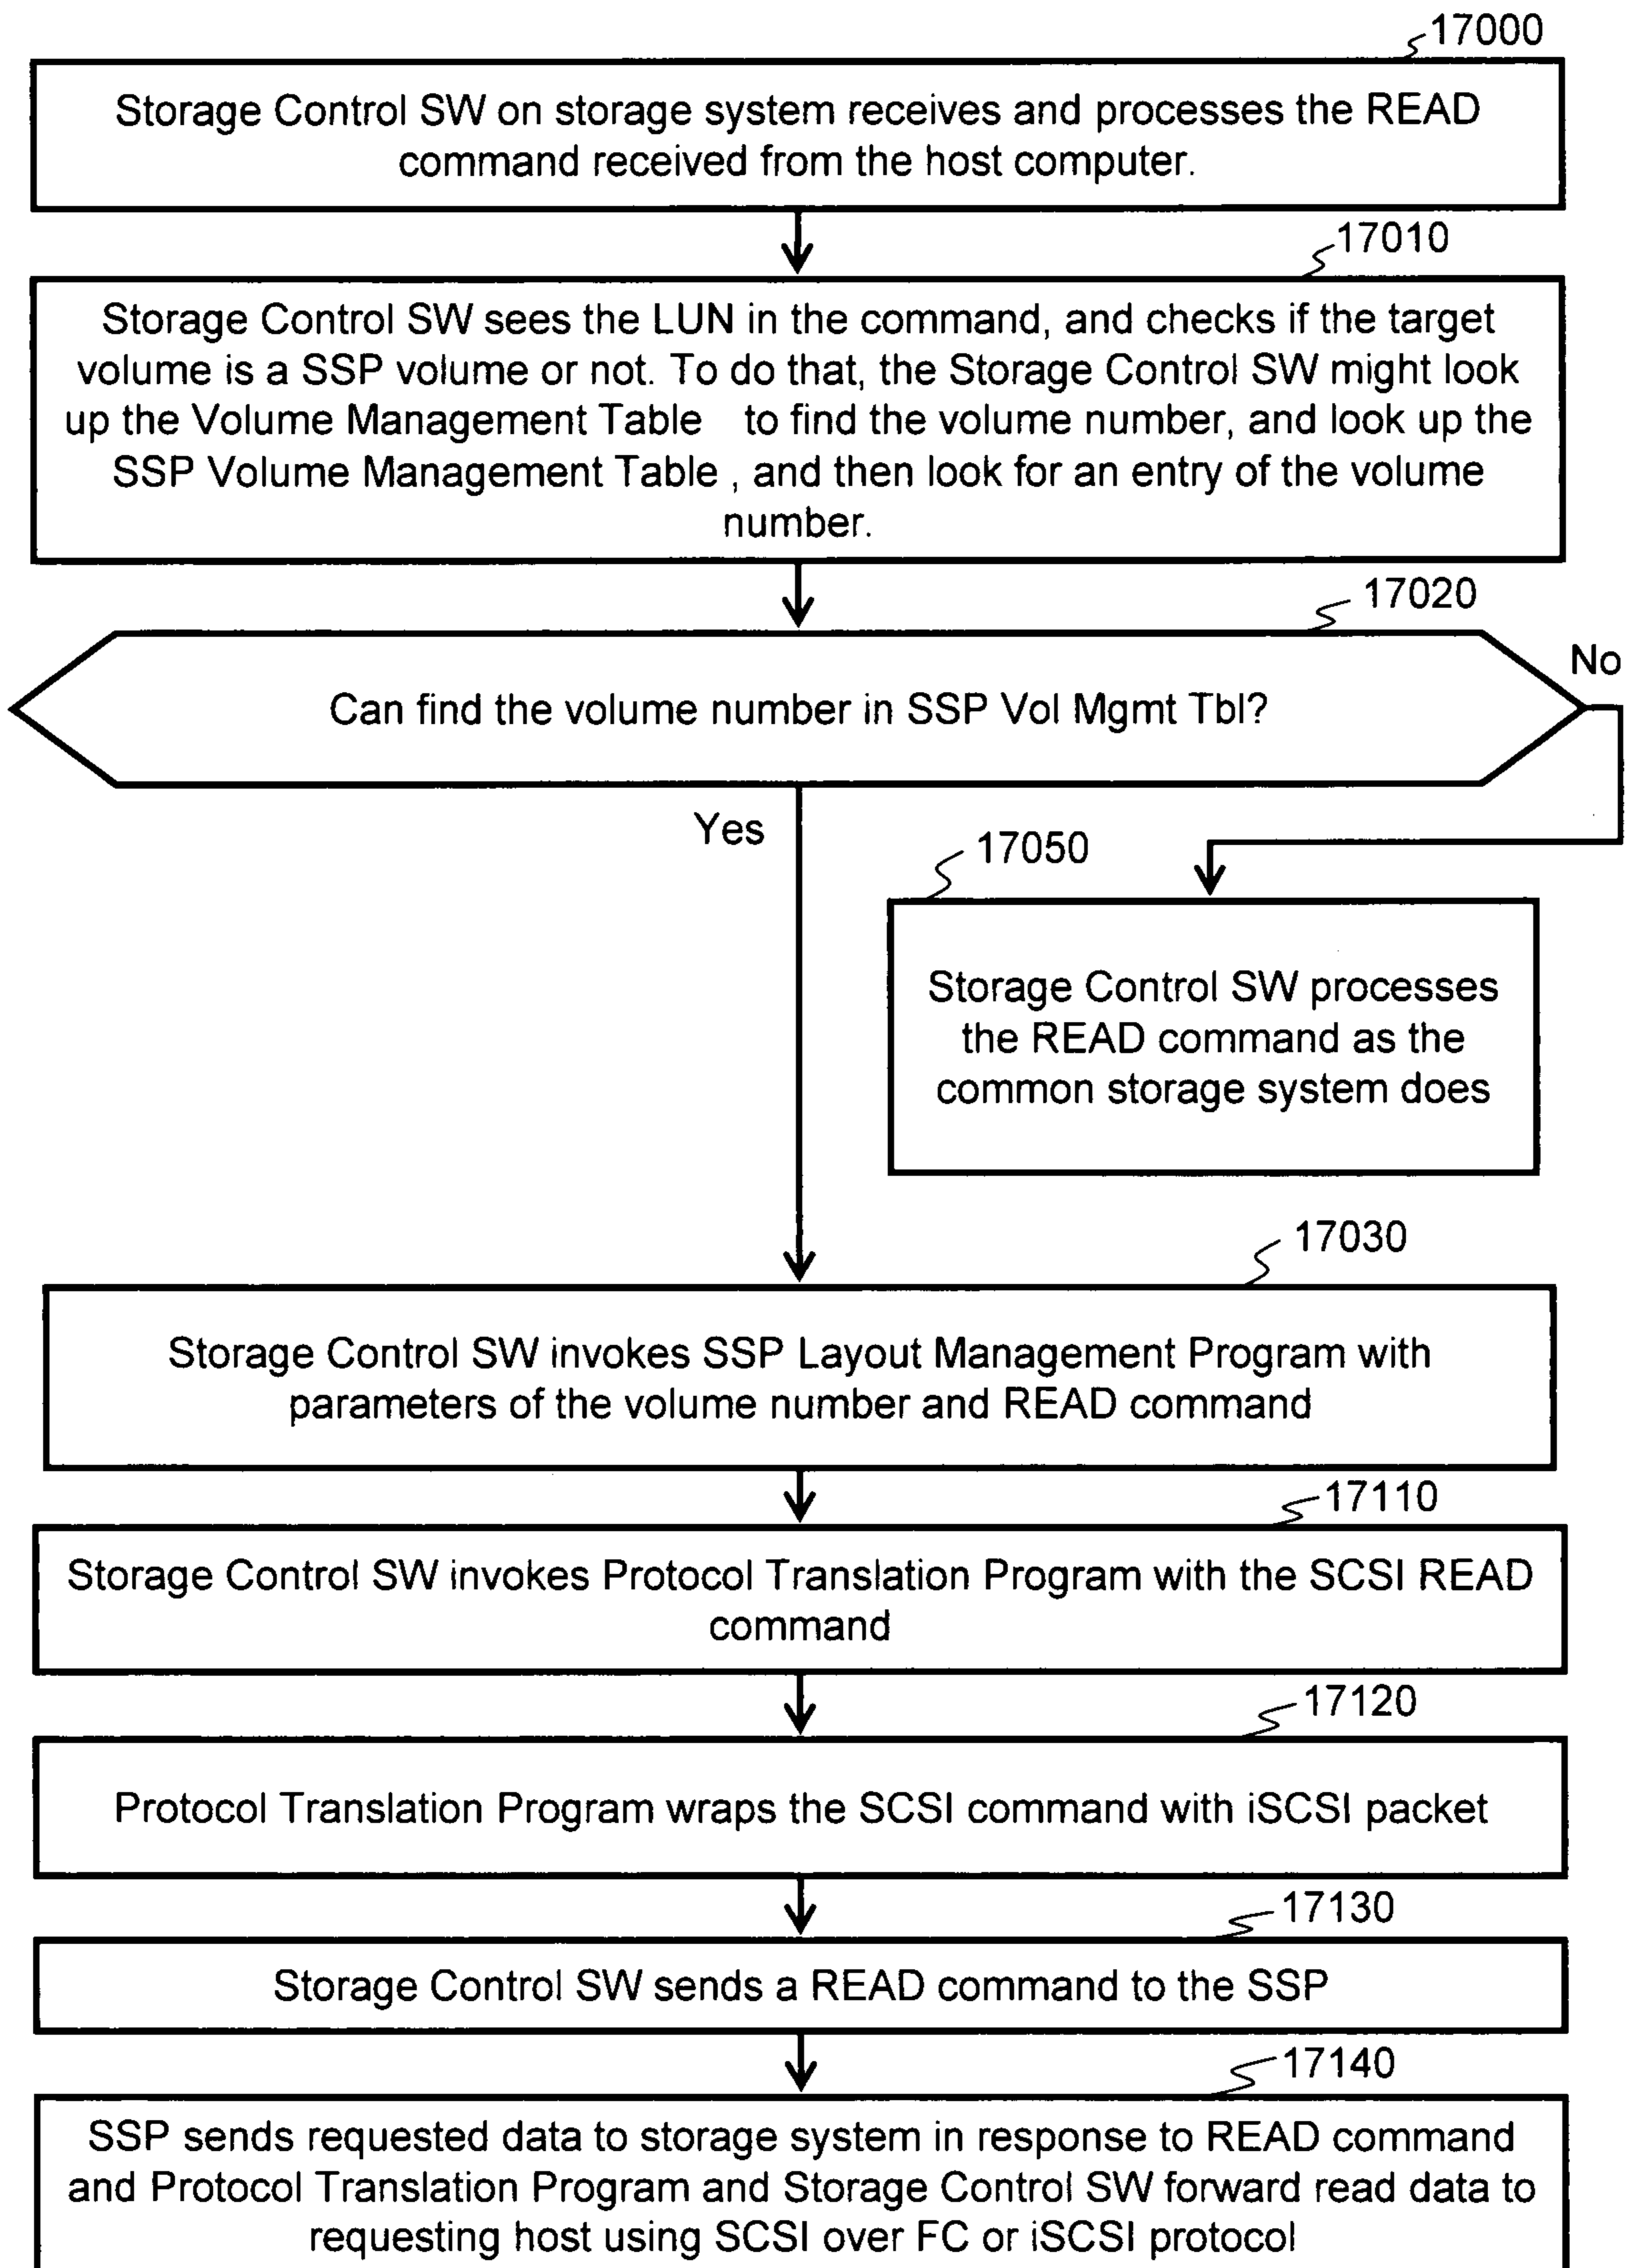 17000
Storage Control SW on storage system receives and processes the READ
command received from the host computer.
17010
Storage Control SW sees the LUN in the command, and checks if the target
volume is a SSP volume or not. To do that, the Storage Control SW might look
up the Volume Management Table to find the volume number, and look up the
SSP Volume Management Table , and then look for an entry of the volume
number.
17020
No
Can find the volume number in SSP Vol Mgmt Tbl?
Yes
17050
Storage Control SW processes
the READ command as the
common storage system does
17030
Storage Control SW invokes SSP Layout Management Program with
parameters of the volume number and READ command
17110
Storage Control SW invokes Protocol Translation Program with the SCSI READ
command
17120
Protocol Translation Program wraps the SCSI command with iSCSI packet
17130
Storage Control SW sends a READ command to the SSP
17140
SSP sends requested data to storage system in response to READ command
and Protocol Translation Program and Storage Control SW forward read data to
requesting host using SCSI over FC or iSCSI protocol